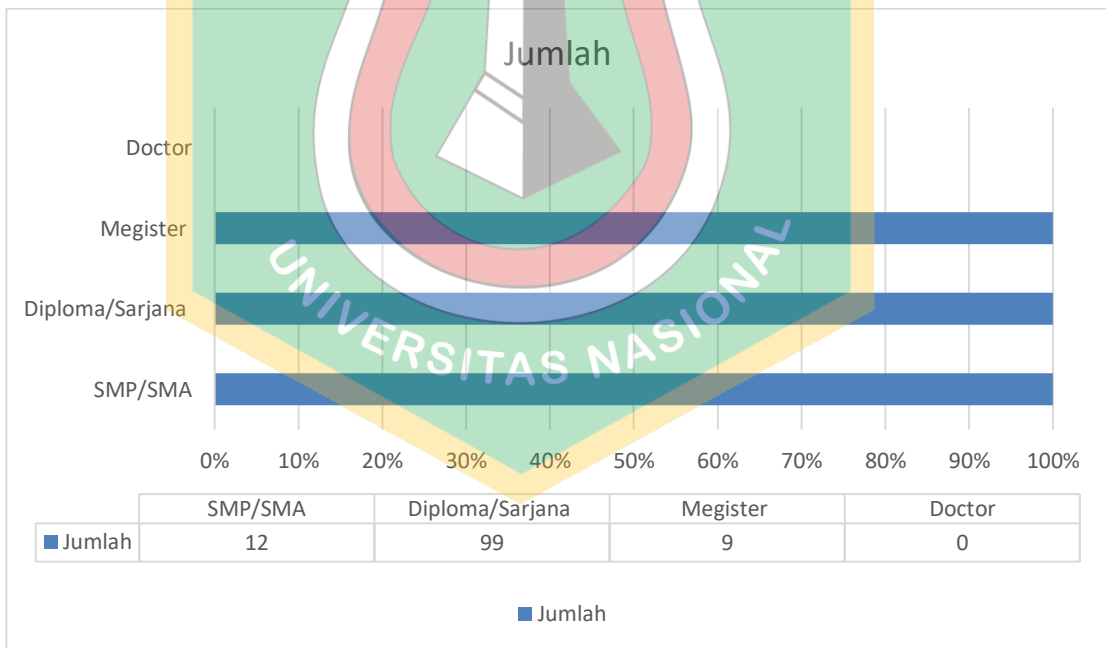 Jumlah
Doctor
Megister
Diploma/Sarjana
SMP/SMA
0% 10% 20% 30% 40% 50% 60% 70% 80% 90% 100%
SMP/SMA Diploma/Sarjana Megister Doctor
Jumlah 12 99 9 0
Jumlah
UNIVERSITAS NASIONAL